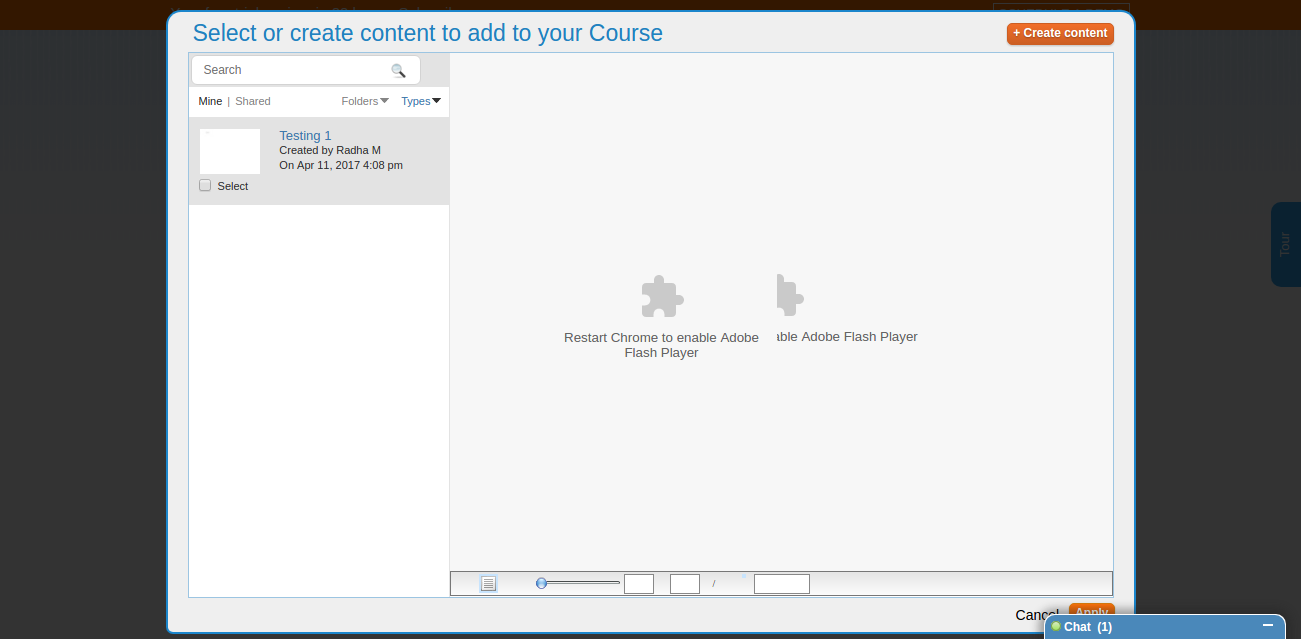 Select or create content to add to your Course
+ Create content
Search
Mine | Shared
Folders
Types
Testing 1
Created by Radha M
On Apr 11, 2017 4:08 pm
Select
Restart Chrome to enable Adobe
Flash Player
Adobe Flash Player
/
Tour
Cancel
Apply
Chat (1)